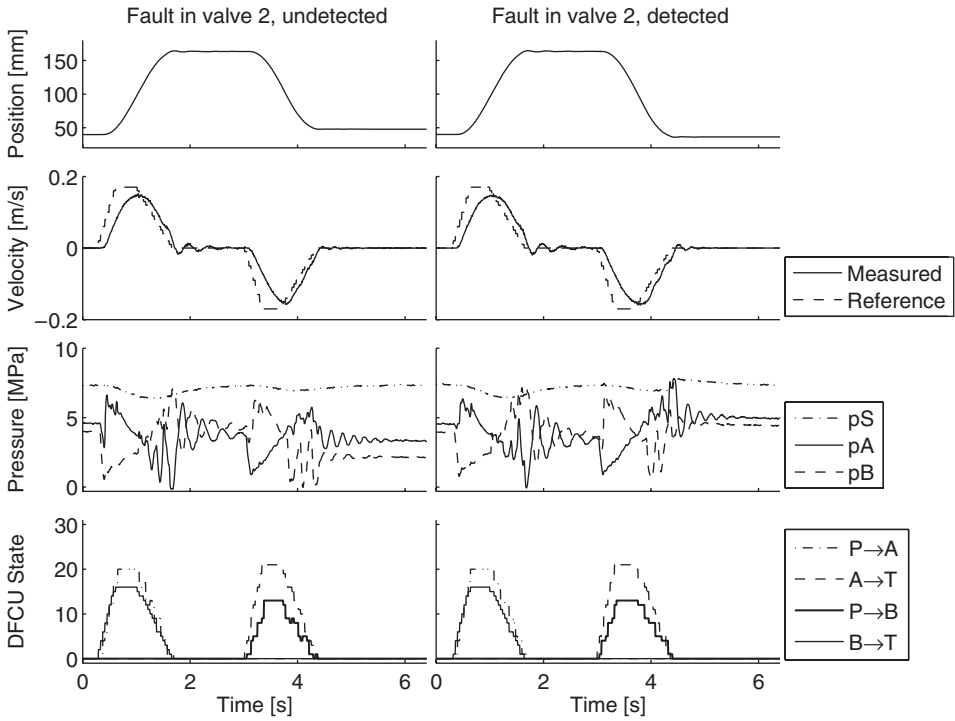 Fault in valve 2, undetected
Fault in valve 2, detected
Position [mm]
150
100
50
Velocity [m/s]
0.2
0
−0.2
Measured
Reference
Pressure [MPa]
10
5
0
pS
pA
pB
DFCU State
30
20
10
0
P→A
A→T
P→B
B→T
0 2 4 6
0 2 4 6
Time [s]
Time [s]